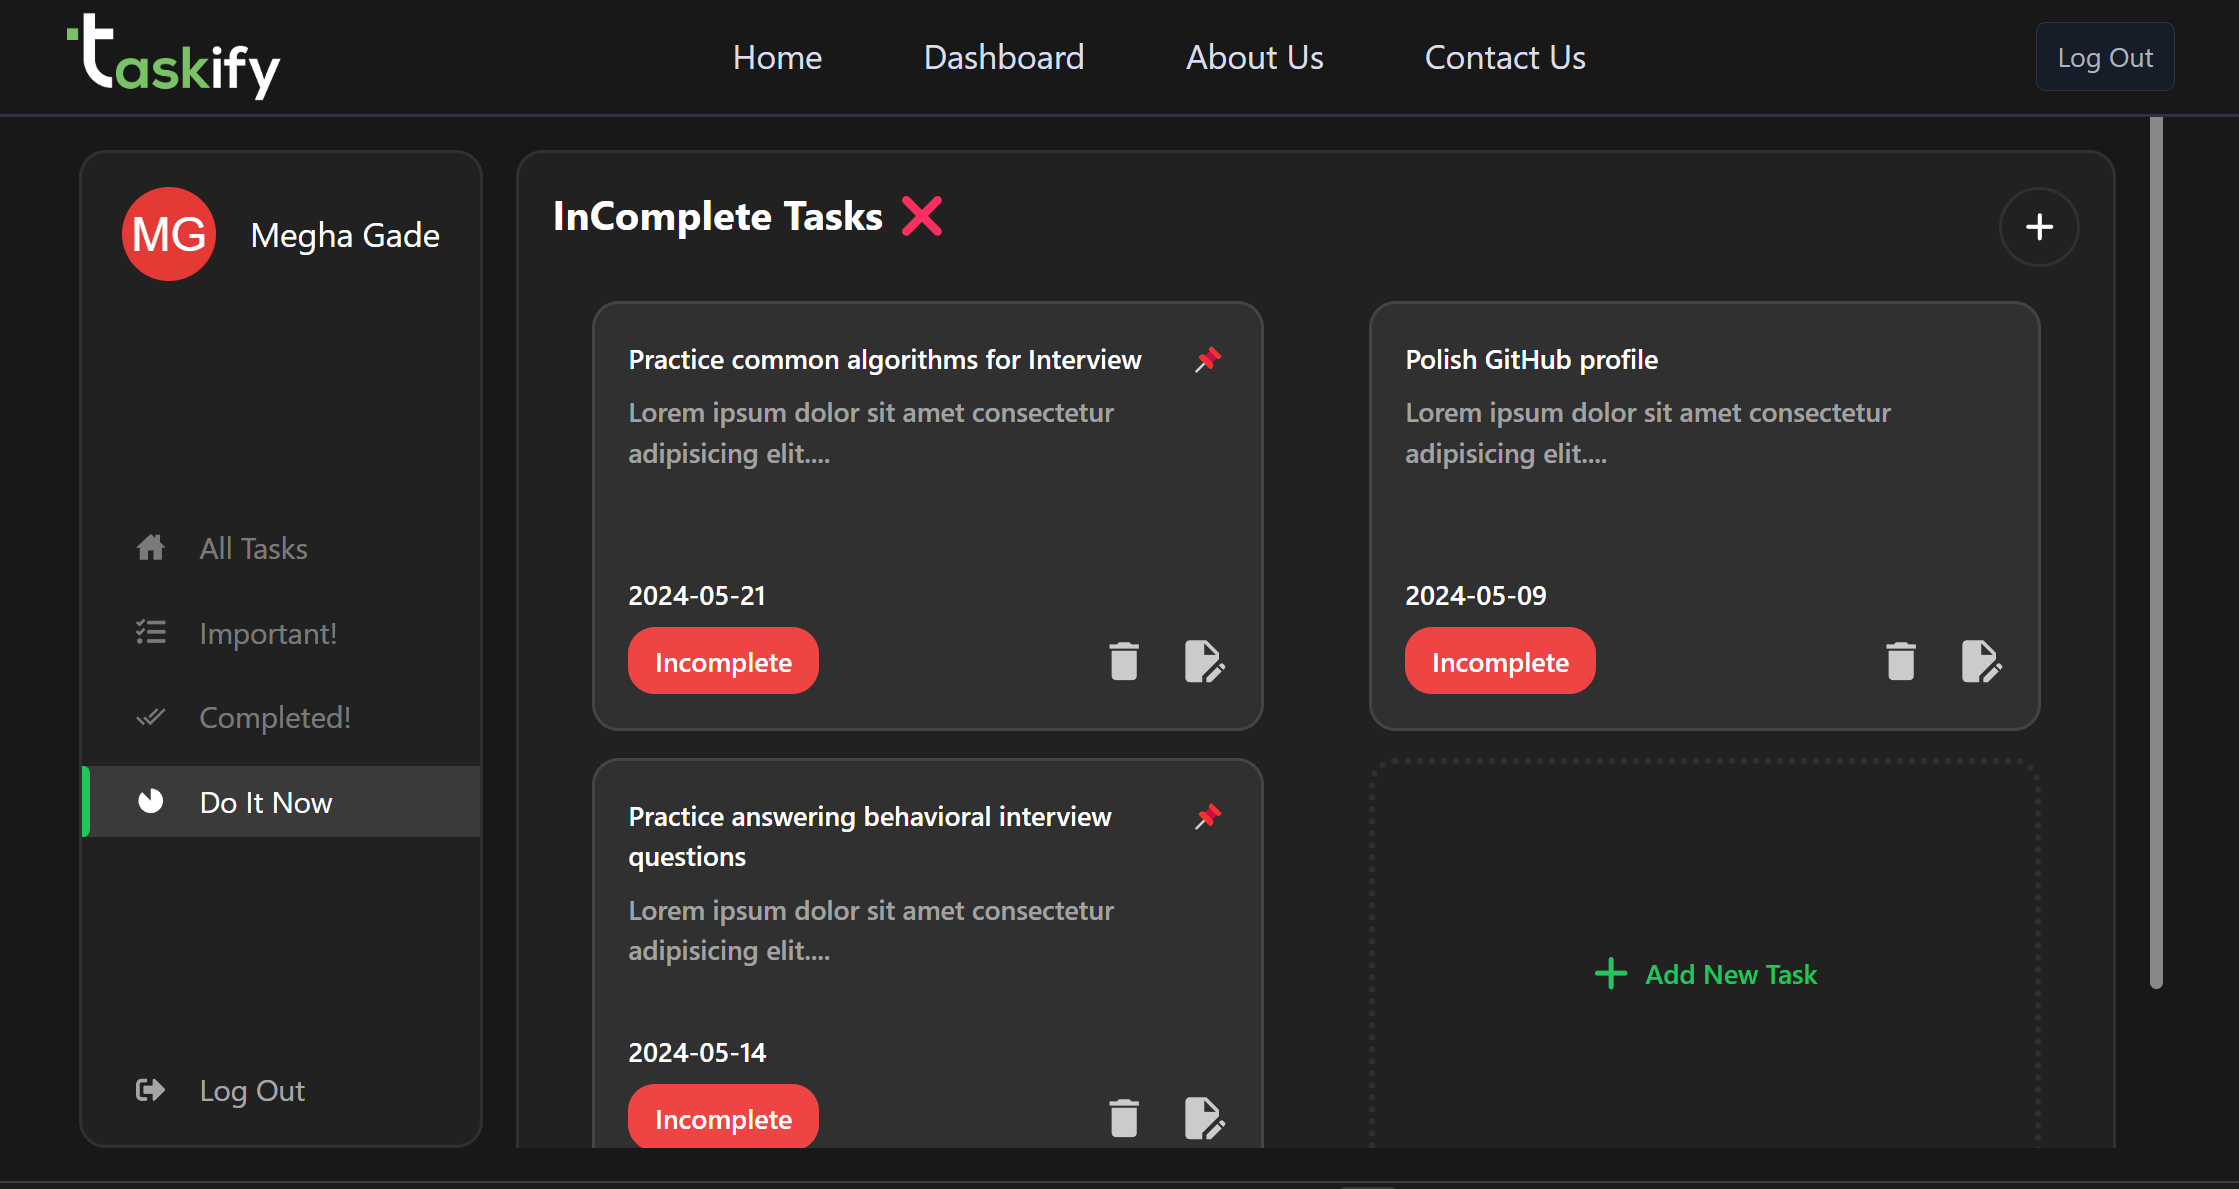 taskify
Home
Dashboard
About Us
Contact Us
Log Out
MG
Megha Gade
All Tasks
Important!
Completed!
Do It Now
Log Out
InComplete Tasks
Practice common algorithms for Interview
Lorem ipsum dolor sit amet consectetur
adipisicing elit....
2024-05-21
Incomplete
Polish GitHub profile
Lorem ipsum dolor sit amet consectetur
adipisicing elit....
2024-05-09
Incomplete
Practice answering behavioral interview
questions
Lorem ipsum dolor sit amet consectetur
adipisicing elit....
2024-05-14
Incomplete
Add New Task